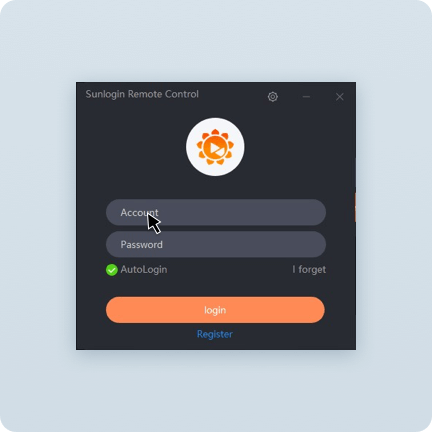 Sunlogin Remote Control
Account
Password
AutoLogin
I forget
login
Register